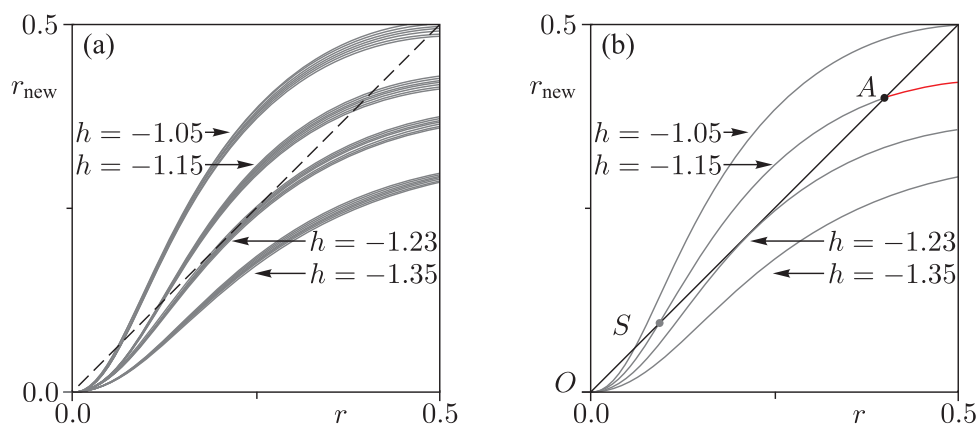 (a)
0.5
r_new
h = −1.05
h = −1.15
h = −1.23
h = −1.35
0.0
0.0
r
0.5
(b)
0.5
r_new
A
h = −1.05
h = −1.15
h = −1.23
h = −1.35
S
O
0.0
r
0.5